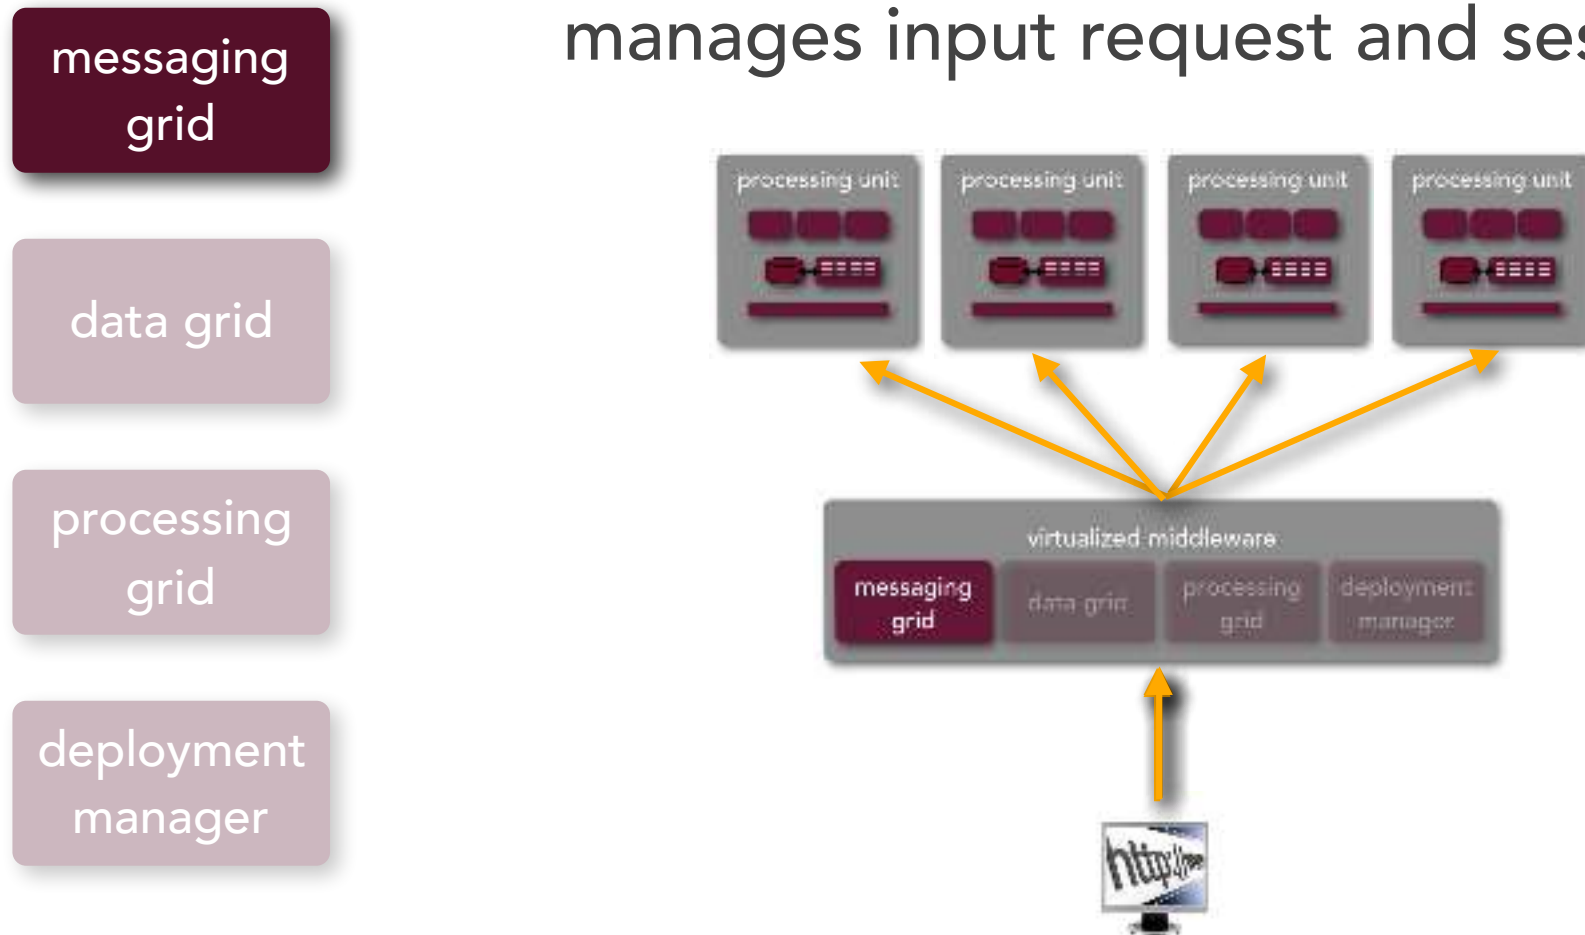 messaging
grid
data grid
processing
grid
deployment
manager
manages input request and ses
processing unit
processing unit
processing unit
processing unit
virtualized middleware
messaging
grid
data grid
processing
grid
deployment
manager
http://